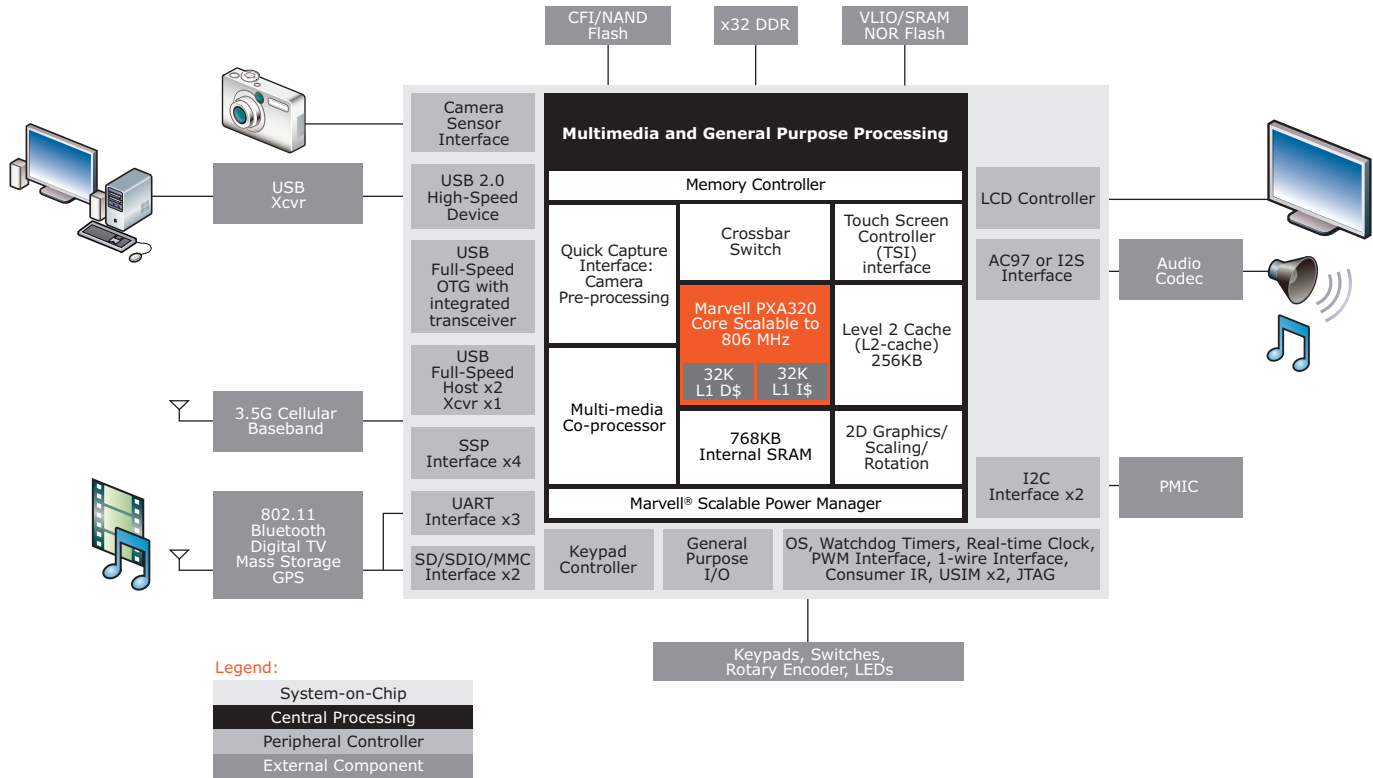 CFI/NAND
Flash
x32 DDR
VLIO/SRAM
NOR Flash
Camera
Sensor
Interface
Multimedia and General Purpose Processing
USB
Xcvr
USB 2.0
High-Speed
Device
Memory Controller
LCD Controller
Quick Capture
Interface:
Camera
Pre-processing
Crossbar
Switch
Touch Screen
Controller
(TSI)
interface
USB
Full-Speed
OTG with
integrated
transceiver
AC97 or I2S
Interface
Audio
Codec
Marvell PXA320
Core Scalable to
806 MHz
32K
L1 D$
32K
L1 I$
Level 2 Cache
(L2-cache)
256KB
USB
Full-Speed
Host x2
Xcvr x1
3.5G Cellular
Baseband
Multi-media
Co-processor
768KB
Internal SRAM
2D Graphics/
Scaling/
Rotation
SSP
Interface x4
I2C
Interface x2
PMIC
Marvell® Scalable Power Manager
802.11
Bluetooth
Digital TV
Mass Storage
GPS
UART
Interface x3
SD/SDIO/MMC
Interface x2
Keypad
Controller
General
Purpose
I/O
OS, Watchdog Timers, Real-time Clock,
PWM Interface, 1-wire Interface,
Consumer IR, USIM x2, JTAG
Keypads, Switches,
Rotary Encoder, LEDs
Legend:
System-on-Chip
Central Processing
Peripheral Controller
External Component